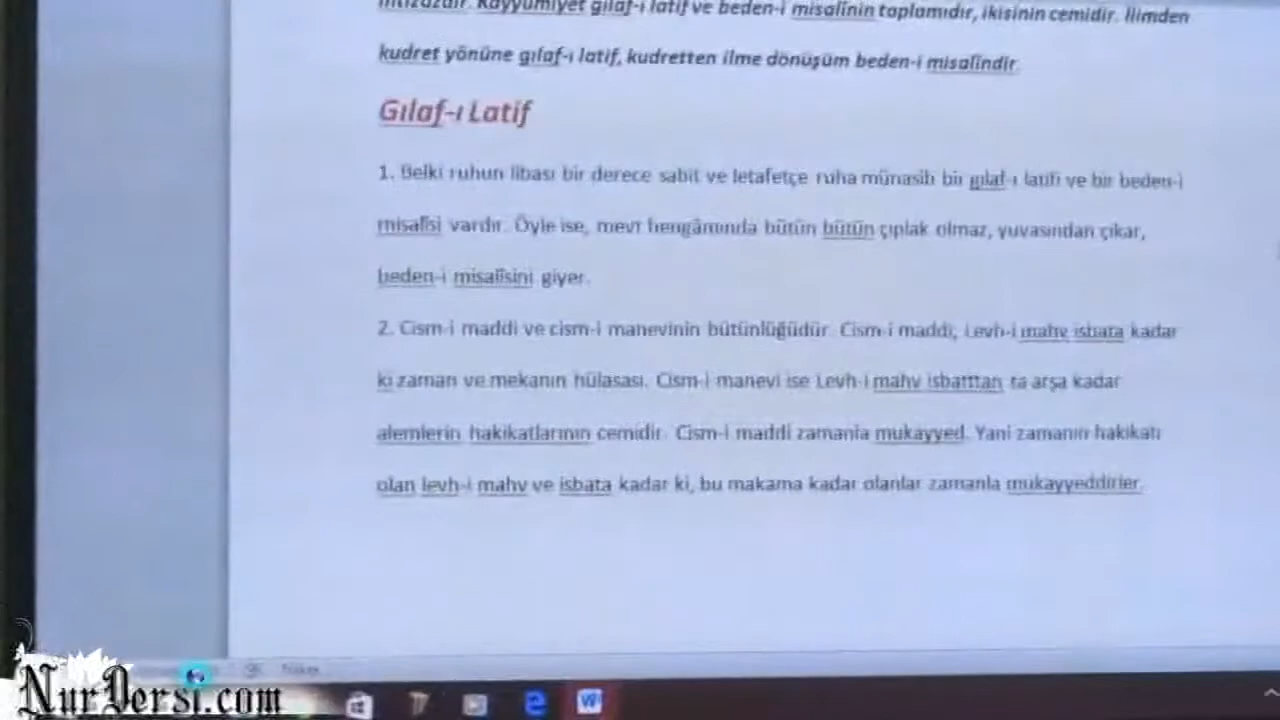 imtizazdır. Kayyumiyet gılaf-ı latif ve beden-i misalînin toplamıdır, ikisinin cemidir. İlimden
kudret yönüne gılaf-ı latif, kudretten ilme dönüşüm beden-i misalîndir.
Gılaf-ı Latif
1. Belki ruhun libası bir derece sabit ve letafetçe ruha münasib bir gılaf-ı latifi ve bir beden-i
misalîsi vardır. Öyle ise, mevt hengâmında bütün bütün çıplak olmaz, yuvasından çıkar,
beden-i misalîsini giyer.
2. Cism-i maddi ve cism-i manevinin bütünlüğüdür. Cism-i maddi, Levh-i mahv isbata kadar
ki zaman ve mekanın hülasası. Cism-i manevi ise Levh-i mahv isbatttan ta arşa kadar
alemlerin hakikatlarının cemidir. Cism-i maddi zamanla mukayyed. Yani zamanın hakikatı
olan levh-i mahv ve isbata kadar ki, bu makama kadar olanlar zamanla mukayyeddirler.
NurDersi.com